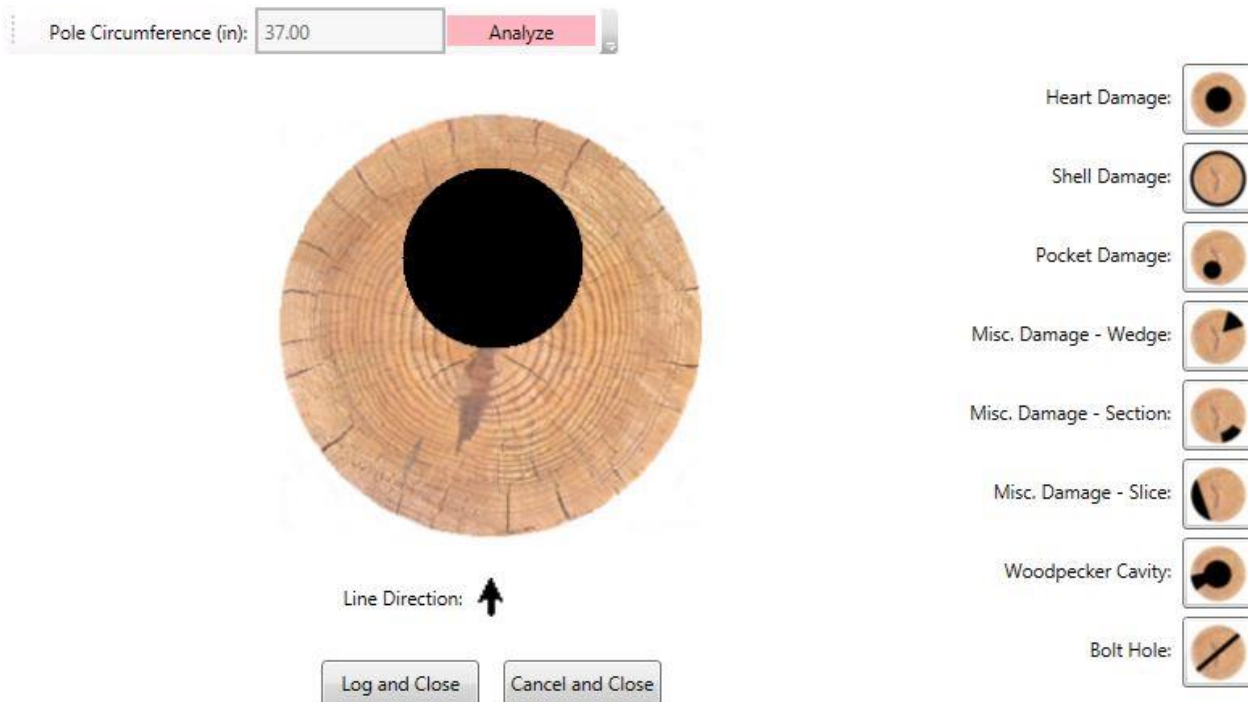 Pole Circumference (in): 37.00 Analyze
Heart Damage:
Shell Damage:
Pocket Damage:
Misc. Damage - Wedge:
Misc. Damage - Section:
Misc. Damage - Slice:
Woodpecker Cavity:
Bolt Hole:
Line Direction:
Log and Close Cancel and Close